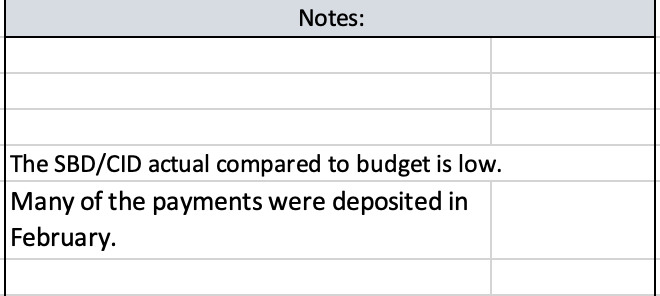 Notes:
The SBD/CID actual compared to budget is low.
Many of the payments were deposited in
February.